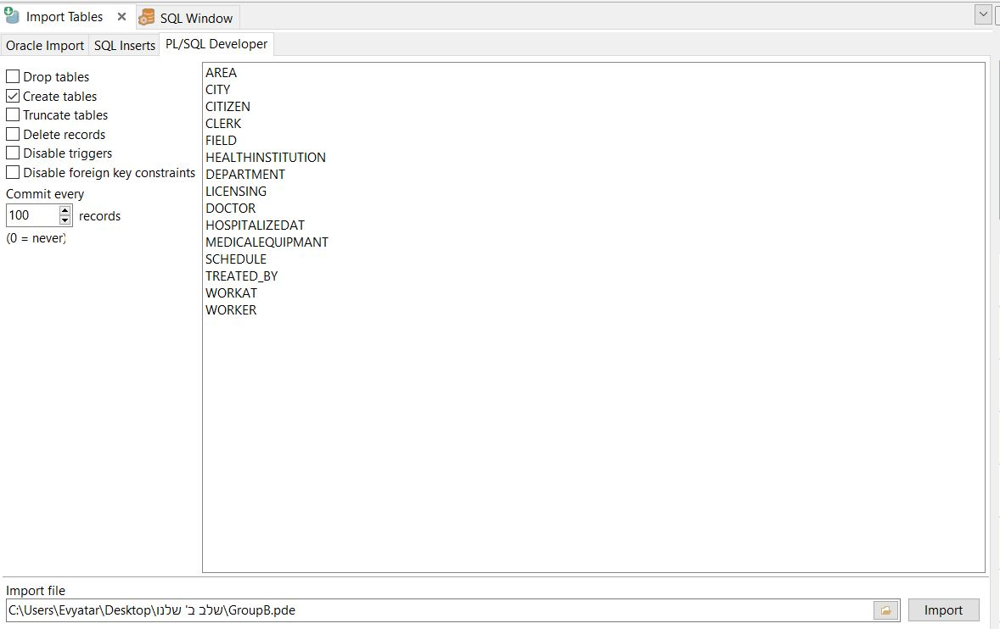 Import Tables
SQL Window
Oracle Import
SQL Inserts
PL/SQL Developer
Drop tables
Create tables
Truncate tables
Delete records
Disable triggers
Disable foreign key constraints
Commit every
100 records
(0 = never)
AREA
CITY
CITIZEN
CLERK
FIELD
HEALTHINSTITUTION
DEPARTMENT
LICENSING
DOCTOR
HOSPITALIZEDAT
MEDICALEQUIPMANT
SCHEDULE
TREATED_BY
WORKAT
WORKER
Import file
C:\Users\Evyatar\Desktop\שלב ב' שלנו\GroupB.pde
Import